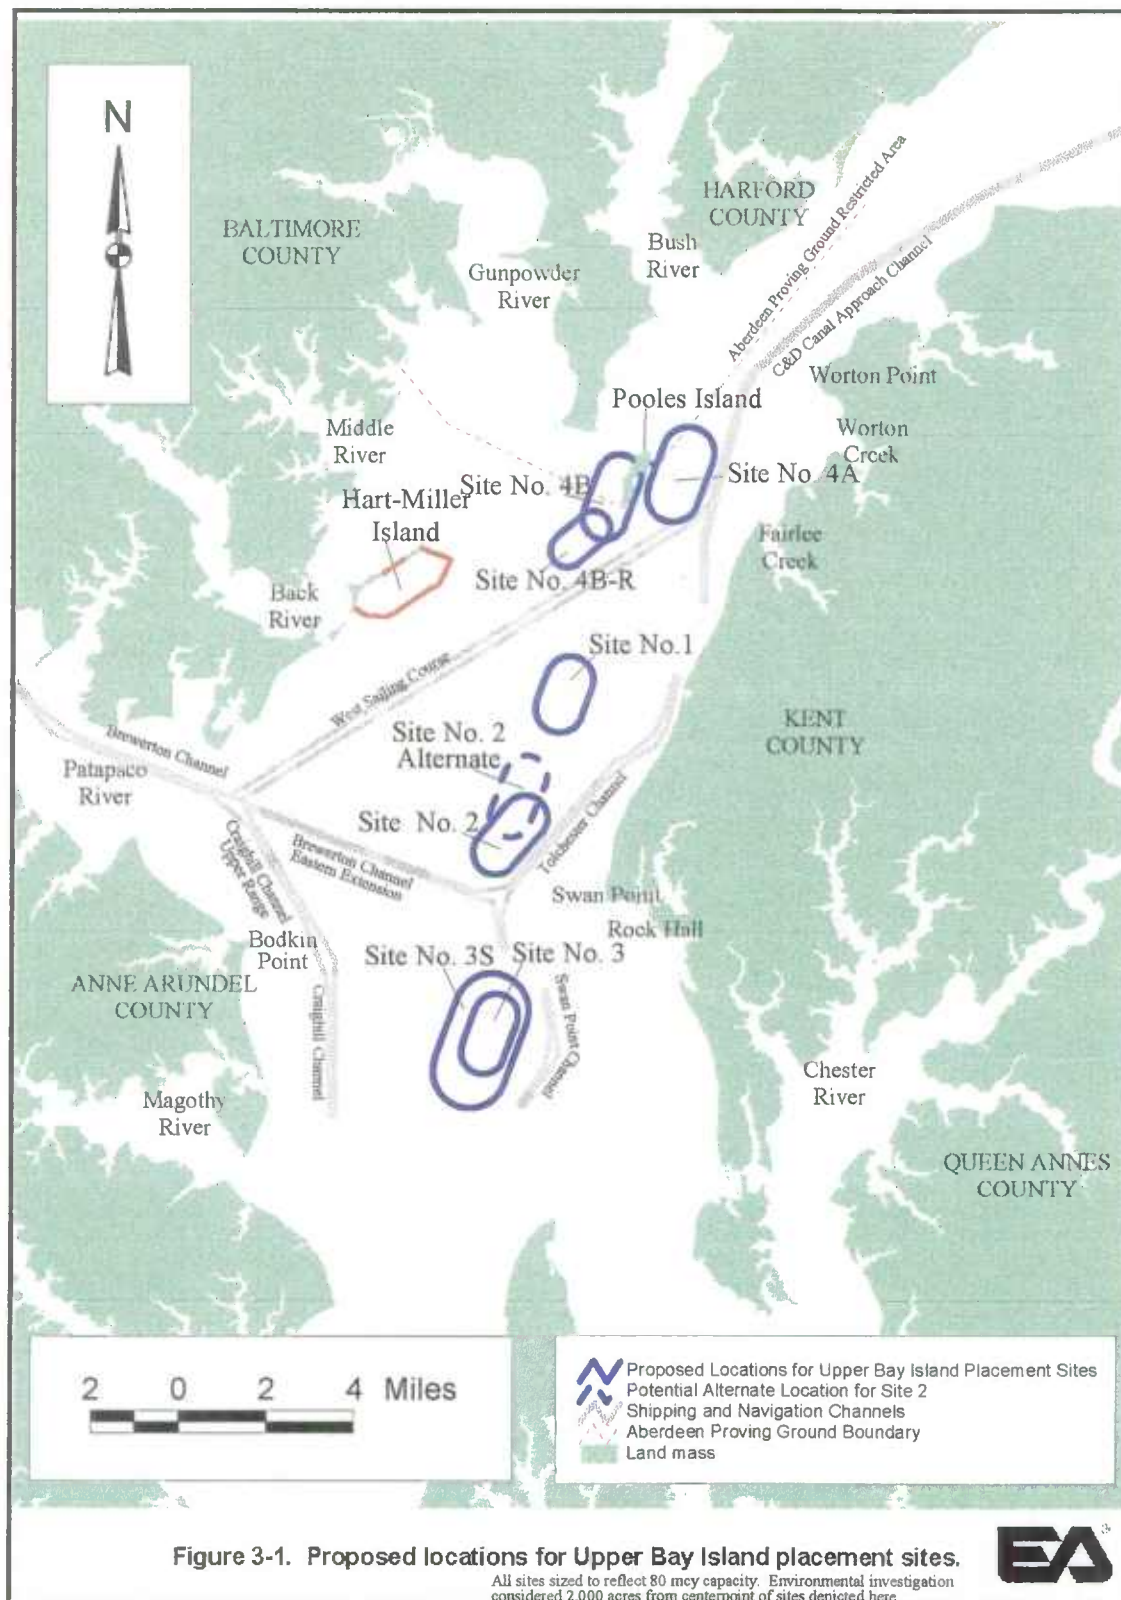 N
HARFORD
COUNTY
Aberdeen Proving Ground Restricted Area
BALTIMORE
COUNTY
Bush
River
Gunpowder
River
C&D Canal Approach Channel
Worton Point
Pooles Island
Middle
River
Worton
Creek
Site No. 4B
Site No. 4A
Hart-Miller
Island
Fairlee
Creek
Site No. 4B-R
Back
River
Site No.1
West Sailing Course
Site No. 2
Alternate
KENT
COUNTY
Brewerton Channel
Patapsco
River
Site No. 2
Tolchester Channel
Craighill Channel
Upper Range
Brewerton Channel
Eastern Extension
Swan Point
Rock Hall
Bodkin
Point
Site No. 3S
Site No. 3
ANNE ARUNDEL
COUNTY
Craighill Channel
Swan Point Channel
Chester
River
Magothy
River
QUEEN ANNES
COUNTY
2 0 2 4 Miles
Proposed Locations for Upper Bay Island Placement Sites
Potential Alternate Location for Site 2
Shipping and Navigation Channels
Aberdeen Proving Ground Boundary
Land mass
Figure 3-1. Proposed locations for Upper Bay Island placement sites.
EA®
All sites sized to reflect 80 mcy capacity. Environmental investigation
considered 2,000 acres from centerpoint of sites depicted here